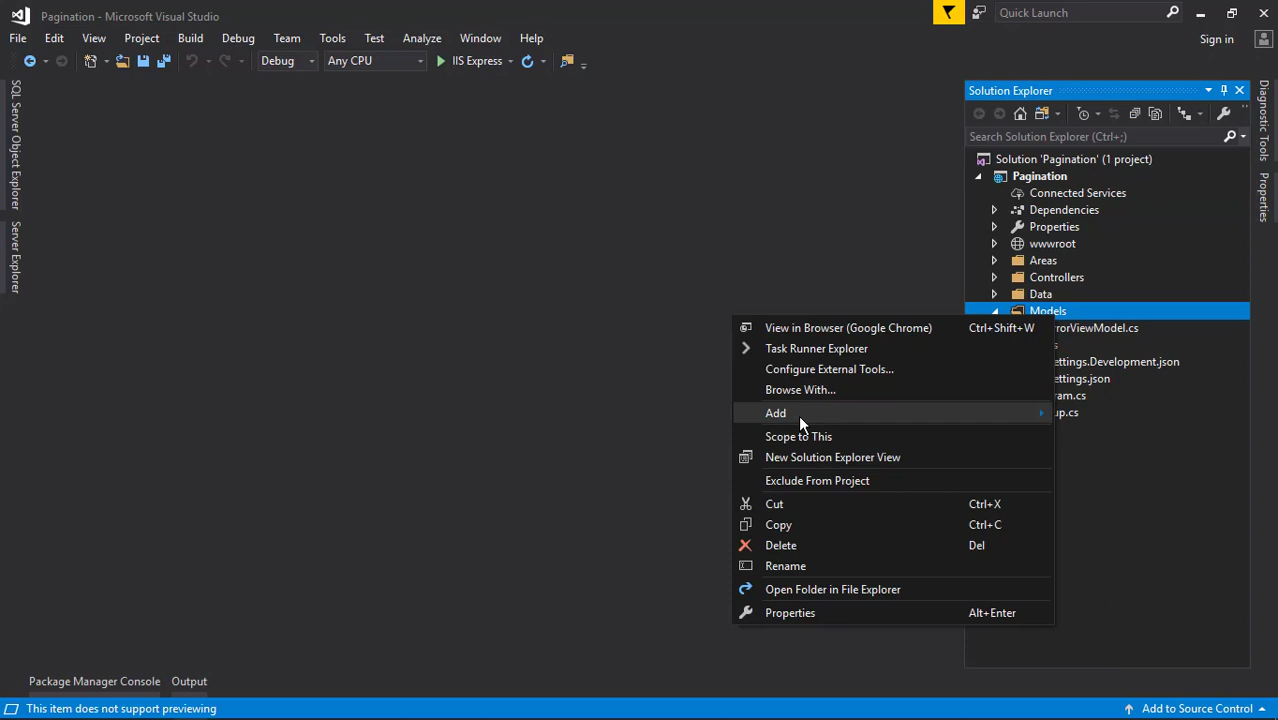 Pagination - Microsoft Visual Studio
Quick Launch
File Edit View Project Build Debug Team Tools Test Analyze Window Help
Sign in
Debug Any CPU IIS Express
SQL Server Object Explorer
Server Explorer
Solution Explorer
Search Solution Explorer (Ctrl+;)
Solution 'Pagination' (1 project)
Pagination
Connected Services
Dependencies
Properties
wwwroot
Areas
Controllers
Data
Models
rorViewModel.cs
s
ettings.Development.json
ettings.json
ram.cs
up.cs
View in Browser (Google Chrome) Ctrl+Shift+W
Task Runner Explorer
Configure External Tools...
Browse With...
Add
Scope to This
New Solution Explorer View
Exclude From Project
Cut Ctrl+X
Copy Ctrl+C
Delete Del
Rename
Open Folder in File Explorer
Properties Alt+Enter
Diagnostic Tools
Properties
Package Manager Console Output
This item does not support previewing
Add to Source Control